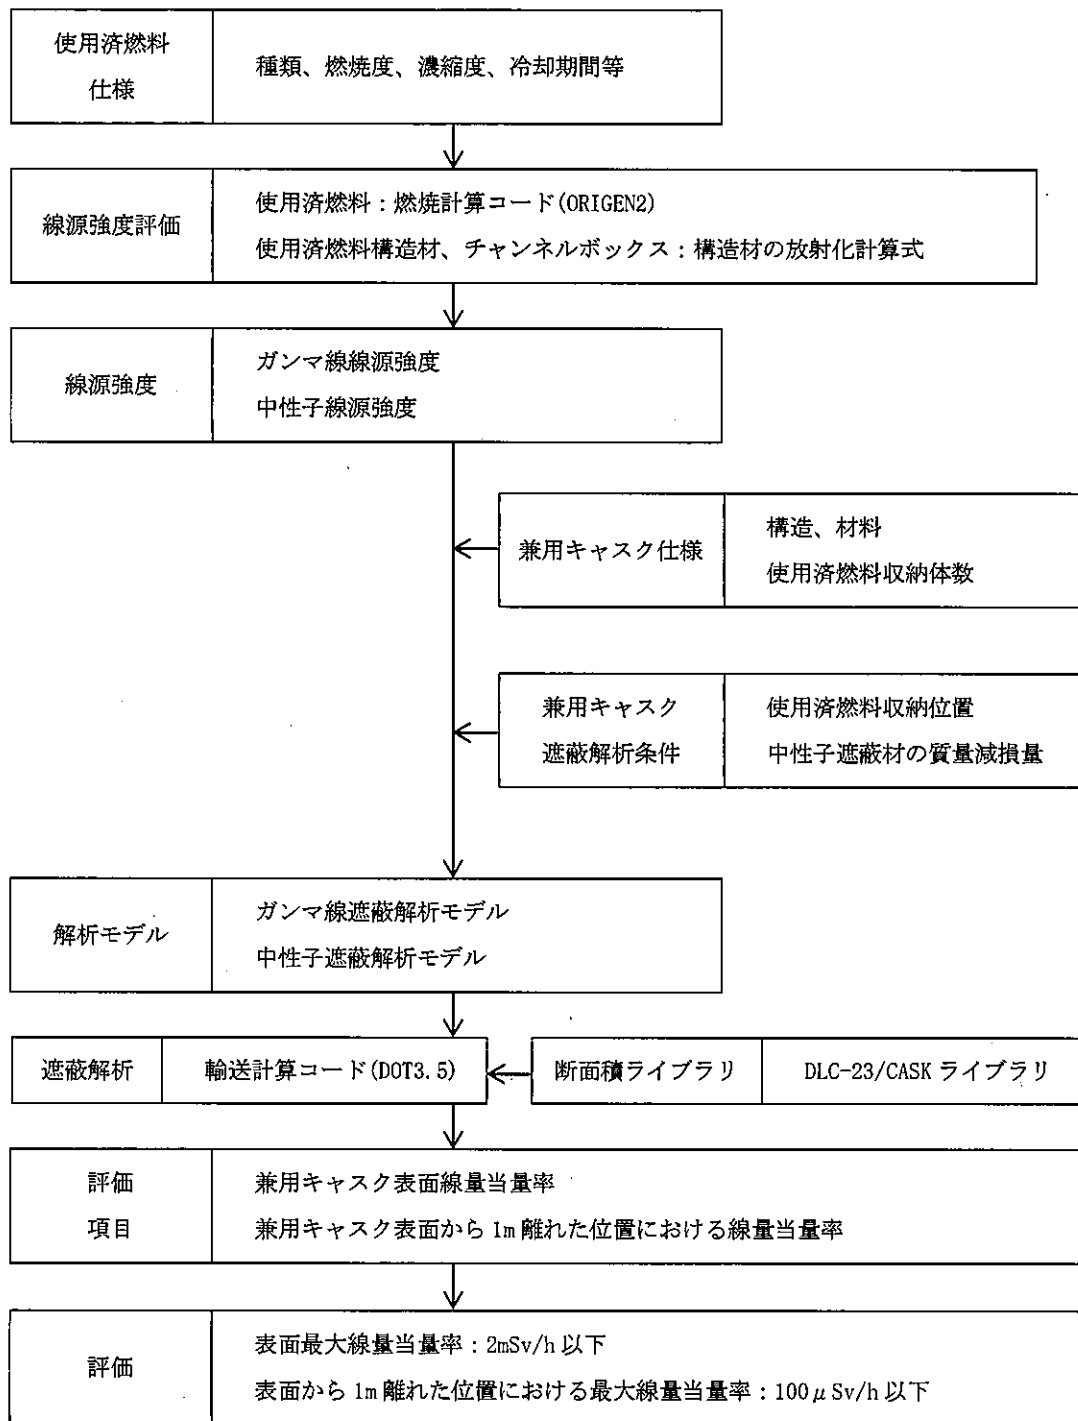 使用済燃料
仕様
種類、燃焼度、濃縮度、冷却期間等
線源強度評価
使用済燃料：燃焼計算コード(ORIGEN2)
使用済燃料構造材、チャンネルボックス：構造材の放射化計算式
線源強度
ガンマ線線源強度
中性子線源強度
兼用キャスク仕様
構造、材料
使用済燃料収納体数
兼用キャスク
遮蔽解析条件
使用済燃料収納位置
中性子遮蔽材の質量減損量
解析モデル
ガンマ線遮蔽解析モデル
中性子遮蔽解析モデル
遮蔽解析
輸送計算コード(DOT3.5)
断面積ライブラリ
DLC-23/CASK ライブラリ
評価
項目
兼用キャスク表面線量当量率
兼用キャスク表面から 1m 離れた位置における線量当量率
評価
表面最大線量当量率：2mSv/h 以下
表面から 1m 離れた位置における最大線量当量率：100μSv/h 以下